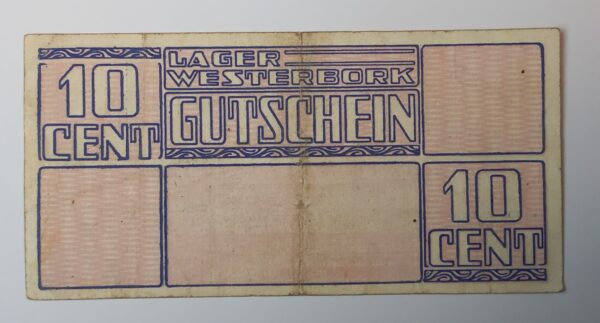 10
CENT
LAGER
WESTERBORK
GUTSCHEIN
10
CENT